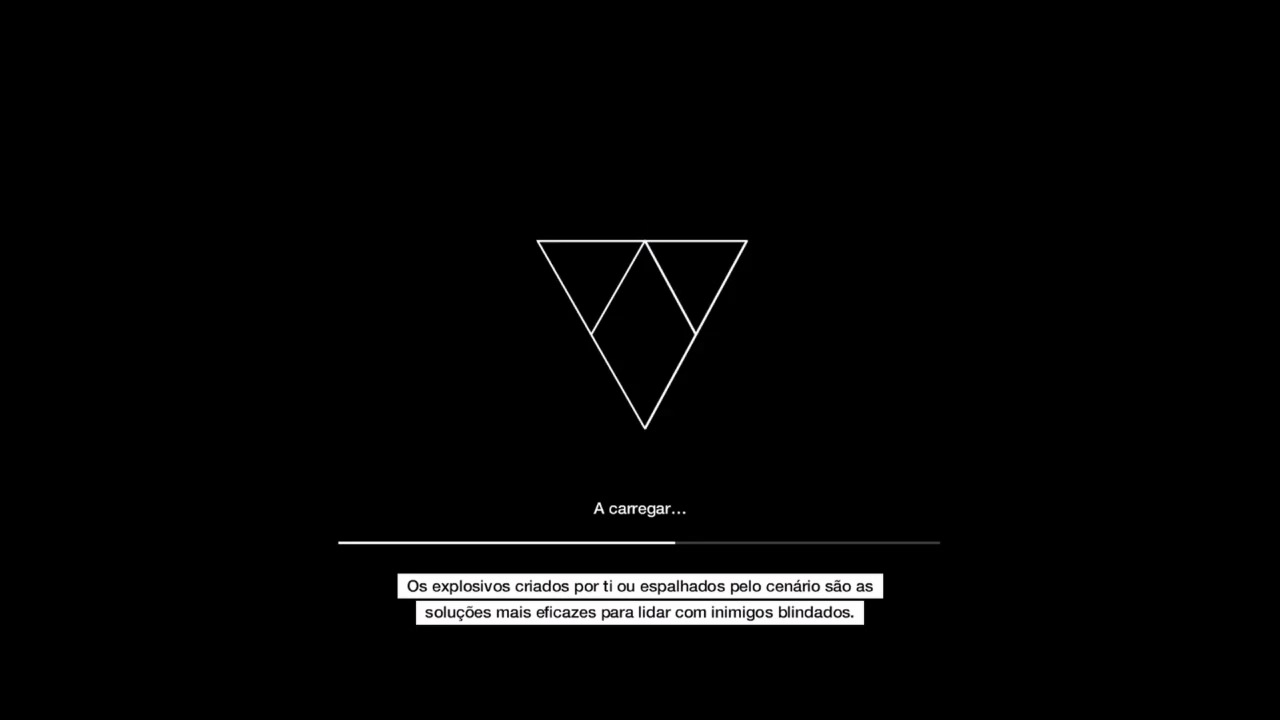 A carregar...
Os explosivos criados por ti ou espalhados pelo cenário são as
soluções mais eficazes para lidar com inimigos blindados.